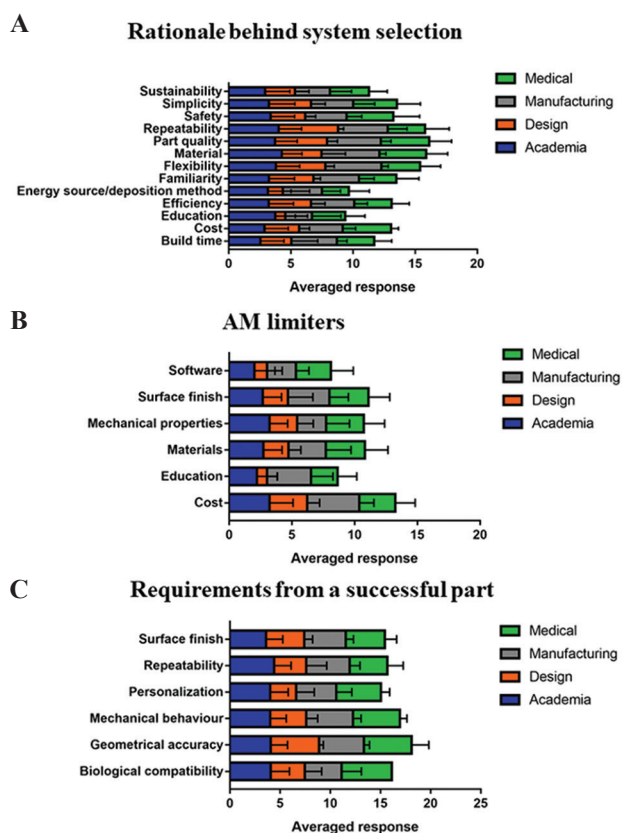 A
Rationale behind system selection
Sustainability
Simplicity
Safety
Repeatability
Part quality
Material
Flexibility
Familiarity
Energy source/deposition method
Efficiency
Education
Cost
Build time
0 5 10 15 20
Averaged response
Medical
Manufacturing
Design
Academia
B
AM limiters
Software
Surface finish
Mechanical properties
Materials
Education
Cost
0 5 10 15 20
Averaged response
Medical
Manufacturing
Design
Academia
C
Requirements from a successful part
Surface finish
Repeatability
Personalization
Mechanical behaviour
Geometrical accuracy
Biological compatibility
0 5 10 15 20 25
Averaged response
Medical
Manufacturing
Design
Academia